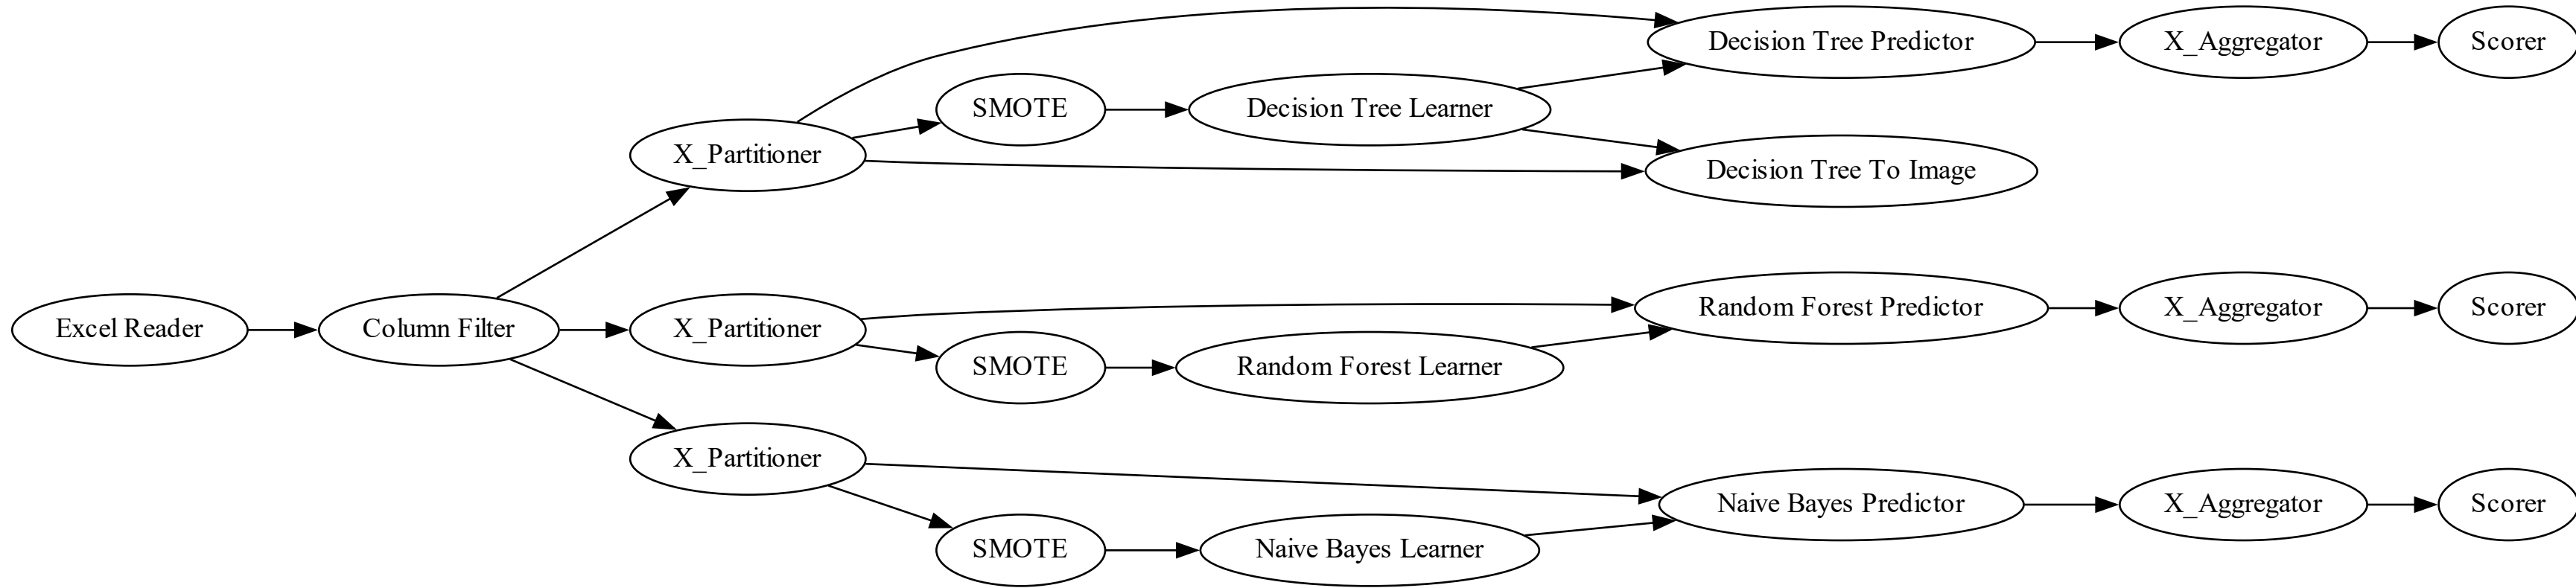 Excel Reader
Column Filter
X_Partitioner
SMOTE
Decision Tree Learner
Decision Tree Predictor
X_Aggregator
Scorer
Decision Tree To Image
X_Partitioner
SMOTE
Random Forest Learner
Random Forest Predictor
X_Aggregator
Scorer
X_Partitioner
SMOTE
Naive Bayes Learner
Naive Bayes Predictor
X_Aggregator
Scorer